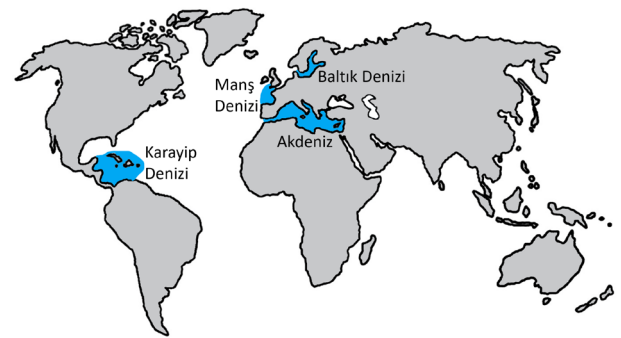 Baltık Denizi
Manş
Denizi
Akdeniz
Karayip
Denizi